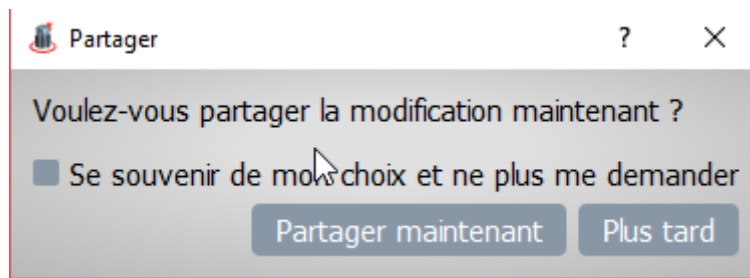 Partager
Voulez-vous partager la modification maintenant ?
Se souvenir de mon choix et ne plus me demander
Partager maintenant Plus tard